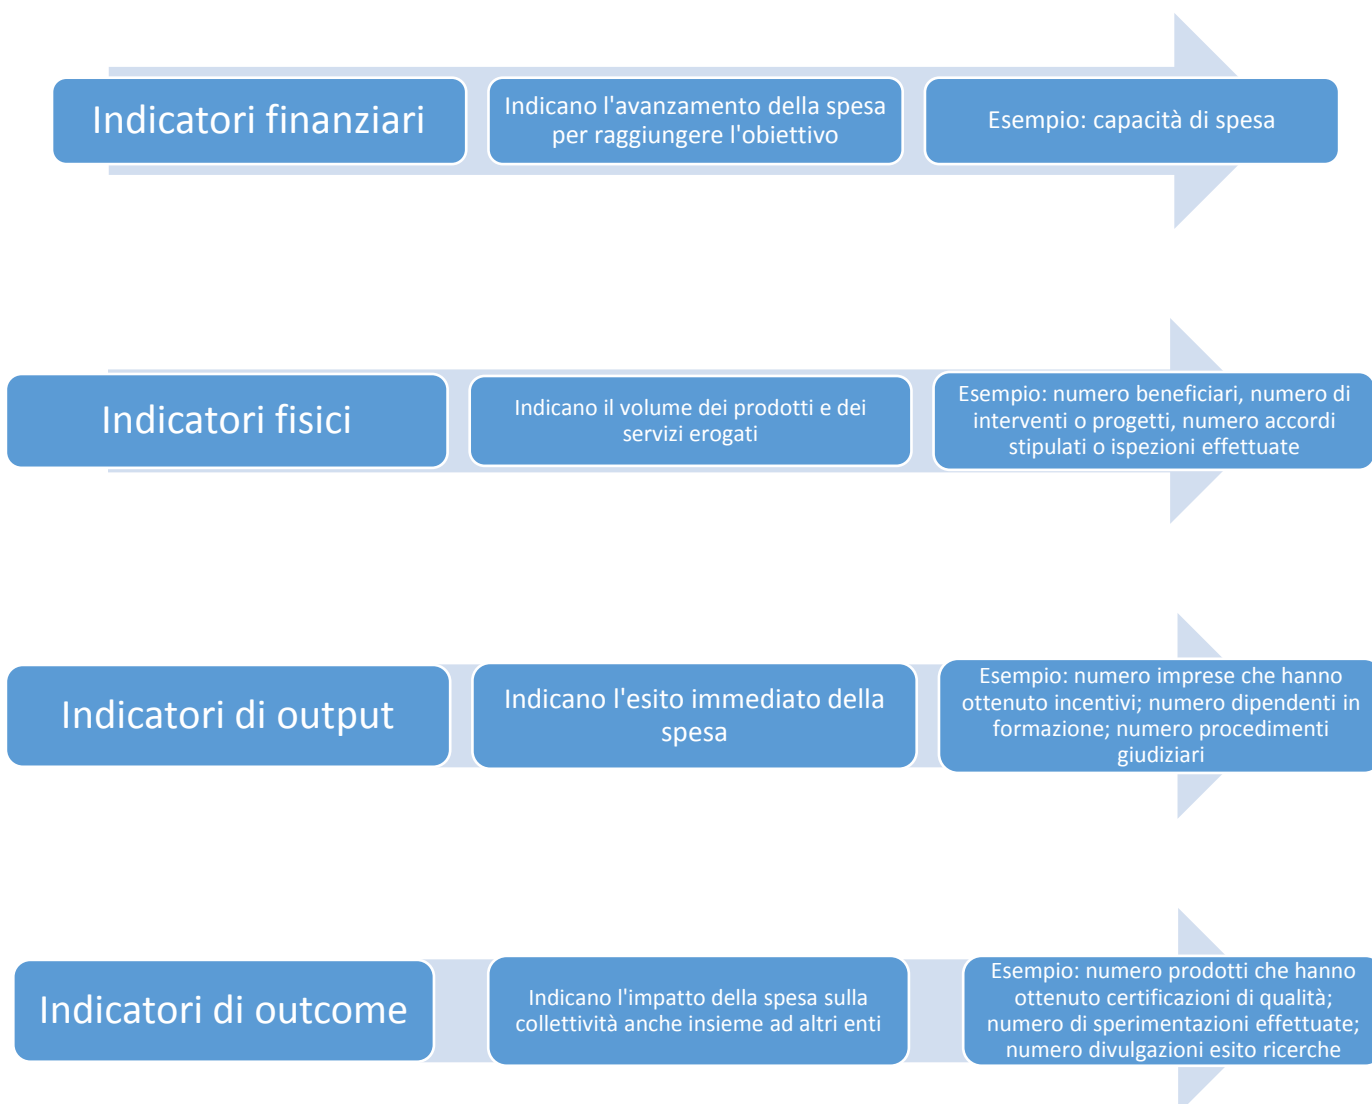 Indicatori finanziari
Indicano l'avanzamento della spesa
per raggiungere l'obiettivo
Esempio: capacità di spesa
Indicatori fisici
Indicano il volume dei prodotti e dei
servizi erogati
Esempio: numero beneficiari, numero di
interventi o progetti, numero accordi
stipulati o ispezioni effettuate
Indicatori di output
Indicano l'esito immediato della
spesa
Esempio: numero imprese che hanno
ottenuto incentivi; numero dipendenti in
formazione; numero procedimenti
giudiziari
Indicatori di outcome
Indicano l'impatto della spesa sulla
collettività anche insieme ad altri enti
Esempio: numero prodotti che hanno
ottenuto certificazioni di qualità;
numero di sperimentazioni effettuate;
numero divulgazioni esito ricerche